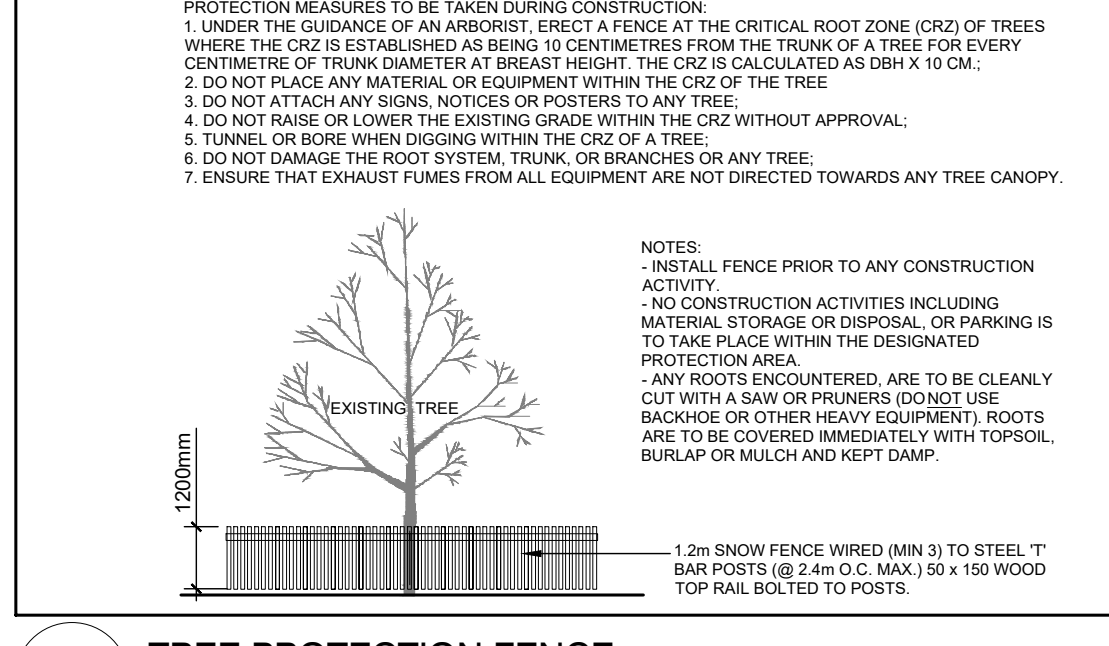 PROTECTION MEASURES TO BE TAKEN DURING CONSTRUCTION:
1. UNDER THE GUIDANCE OF AN ARBORIST, ERECT A FENCE AT THE CRITICAL ROOT ZONE (CRZ) OF TREES
WHERE THE CRZ IS ESTABLISHED AS BEING 10 CENTIMETRES FROM THE TRUNK OF A TREE FOR EVERY
CENTIMETRE OF TRUNK DIAMETER AT BREAST HEIGHT. THE CRZ IS CALCULATED AS DBH X 10 CM.;
2. DO NOT PLACE ANY MATERIAL OR EQUIPMENT WITHIN THE CRZ OF THE TREE
3. DO NOT ATTACH ANY SIGNS, NOTICES OR POSTERS TO ANY TREE;
4. DO NOT RAISE OR LOWER THE EXISTING GRADE WITHIN THE CRZ WITHOUT APPROVAL;
5. TUNNEL OR BORE WHEN DIGGING WITHIN THE CRZ OF A TREE;
6. DO NOT DAMAGE THE ROOT SYSTEM, TRUNK, OR BRANCHES OR ANY TREE;
7. ENSURE THAT EXHAUST FUMES FROM ALL EQUIPMENT ARE NOT DIRECTED TOWARDS ANY TREE CANOPY.
NOTES:
- INSTALL FENCE PRIOR TO ANY CONSTRUCTION
ACTIVITY.
- NO CONSTRUCTION ACTIVITIES INCLUDING
MATERIAL STORAGE OR DISPOSAL, OR PARKING IS
TO TAKE PLACE WITHIN THE DESIGNATED
PROTECTION AREA.
- ANY ROOTS ENCOUNTERED, ARE TO BE CLEANLY
CUT WITH A SAW OR PRUNERS (DO NOT USE
BACKHOE OR OTHER HEAVY EQUIPMENT). ROOTS
ARE TO BE COVERED IMMEDIATELY WITH TOPSOIL,
BURLAP OR MULCH AND KEPT DAMP.
EXISTING TREE
1200mm
1.2m SNOW FENCE WIRED (MIN 3) TO STEEL 'T'
BAR POSTS (@ 2.4m O.C. MAX.) 50 x 150 WOOD
TOP RAIL BOLTED TO POSTS.
TREE PROTECTION FENCE